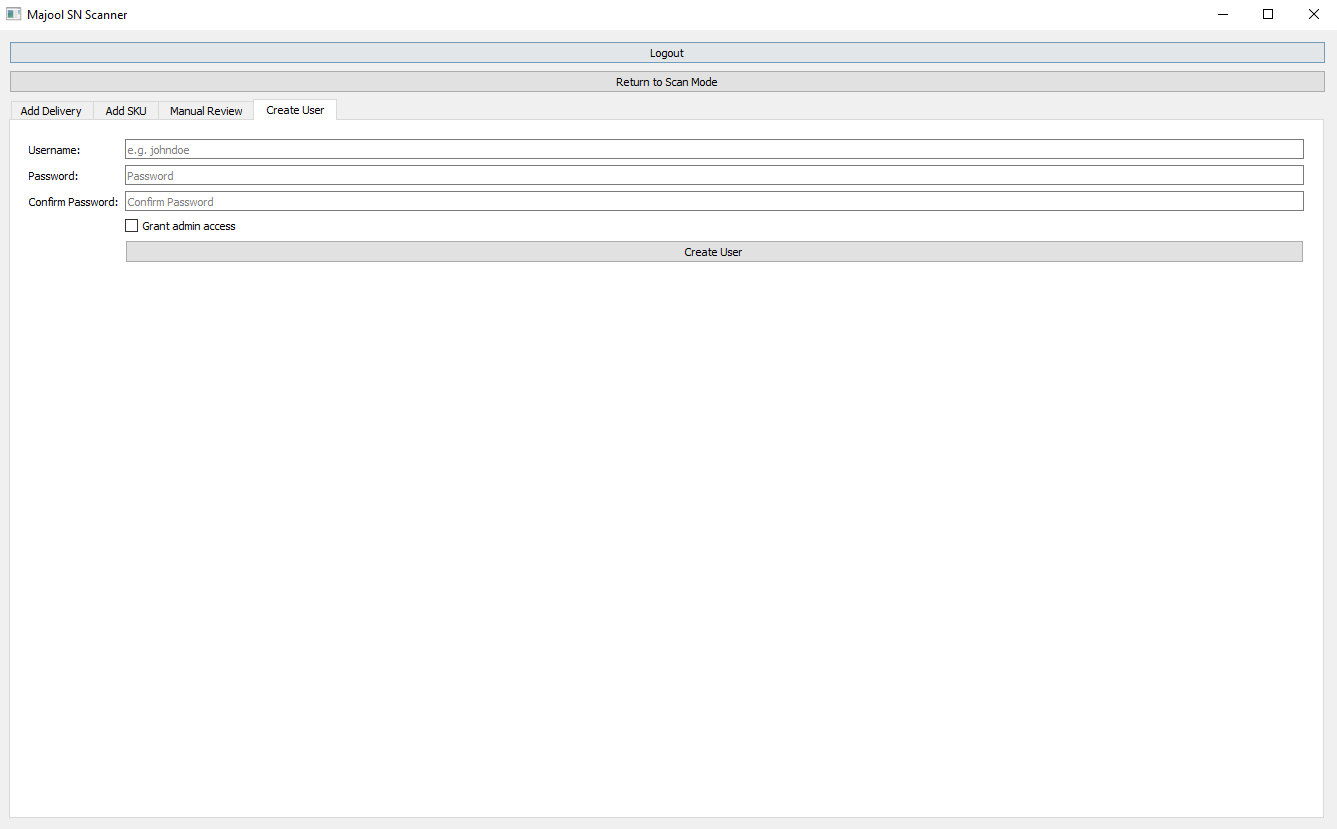 Majool SN Scanner
Logout
Return to Scan Mode
Add Delivery Add SKU Manual Review Create User
Username: e.g. johndoe
Password: Password
Confirm Password: Confirm Password
Grant admin access
Create User